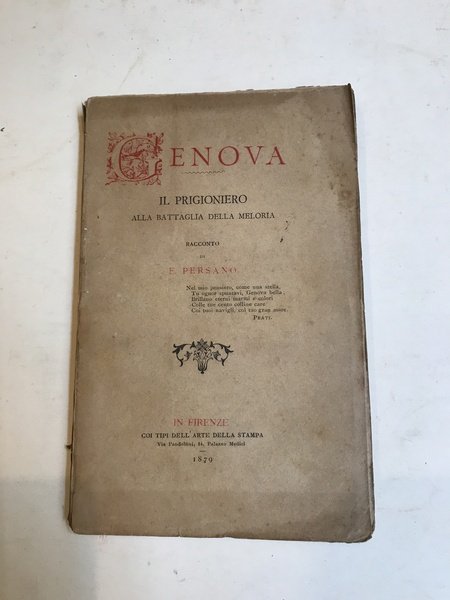 GENOVA
IL PRIGIONIERO
ALLA BATTAGLIA DELLA MELORIA
RACCONTO
DI
E. PERSANO
Nel mio pensiero, come una stella,
Tu ognor spuntavi, Genova bella
Brillano eterni marmi e colori
Colle tue cento colline care
Coi tuoi navigli, col tuo gran mare.
PRATI.
IN FIRENZE
COI TIPI DELL'ARTE DELLA STAMPA
Via Pandolfini, 14, Palazzo Medici
1879